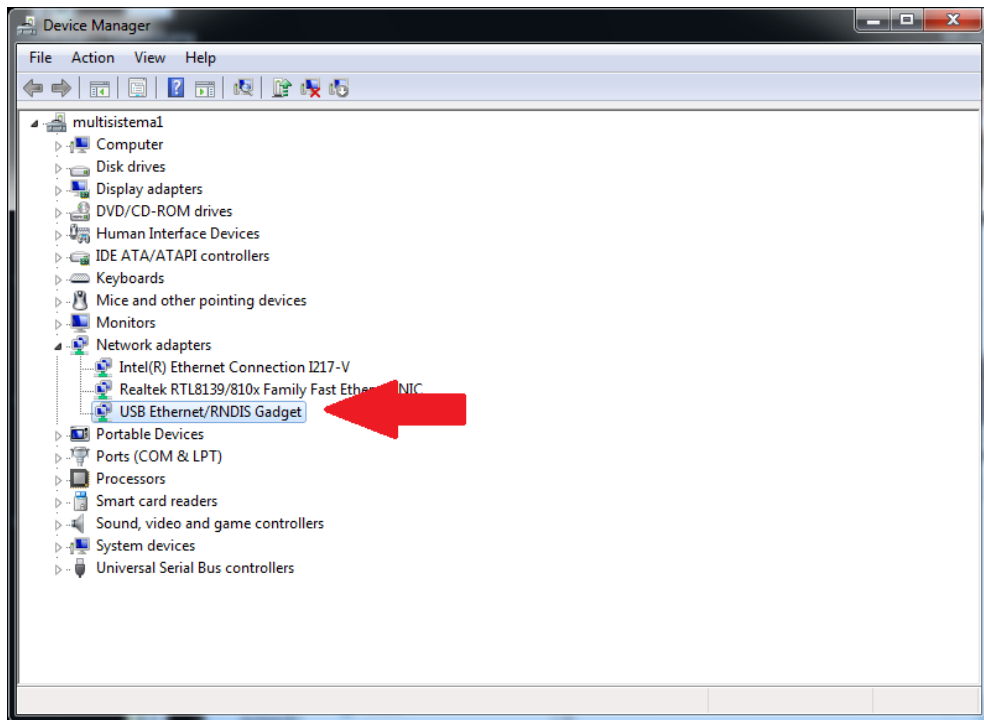 Device Manager
File Action View Help
multisistema1
Computer
Disk drives
Display adapters
DVD/CD-ROM drives
Human Interface Devices
IDE ATA/ATAPI controllers
Keyboards
Mice and other pointing devices
Monitors
Network adapters
Intel(R) Ethernet Connection I217-V
Realtek RTL8139/810x Family Fast Ethernet NIC
USB Ethernet/RNDIS Gadget
Portable Devices
Ports (COM & LPT)
Processors
Smart card readers
Sound, video and game controllers
System devices
Universal Serial Bus controllers